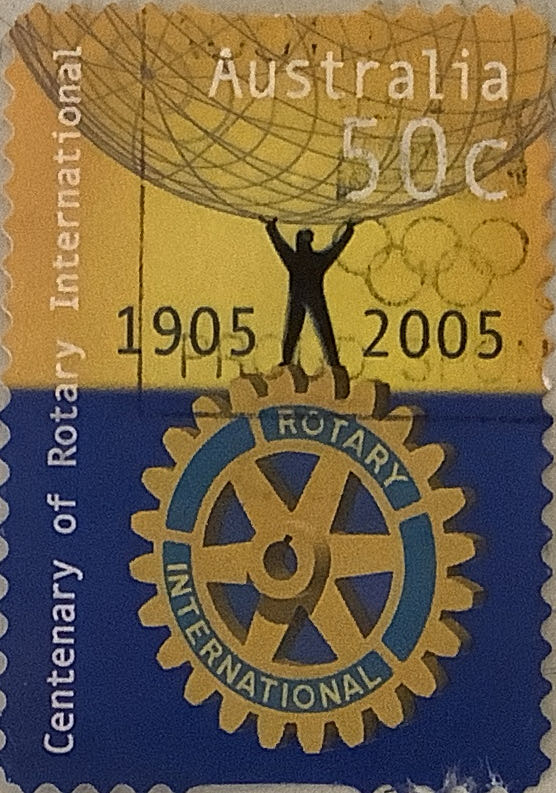 Australia
50c
Centenary of Rotary International
1905 2005
ROTARY
INTERNATIONAL